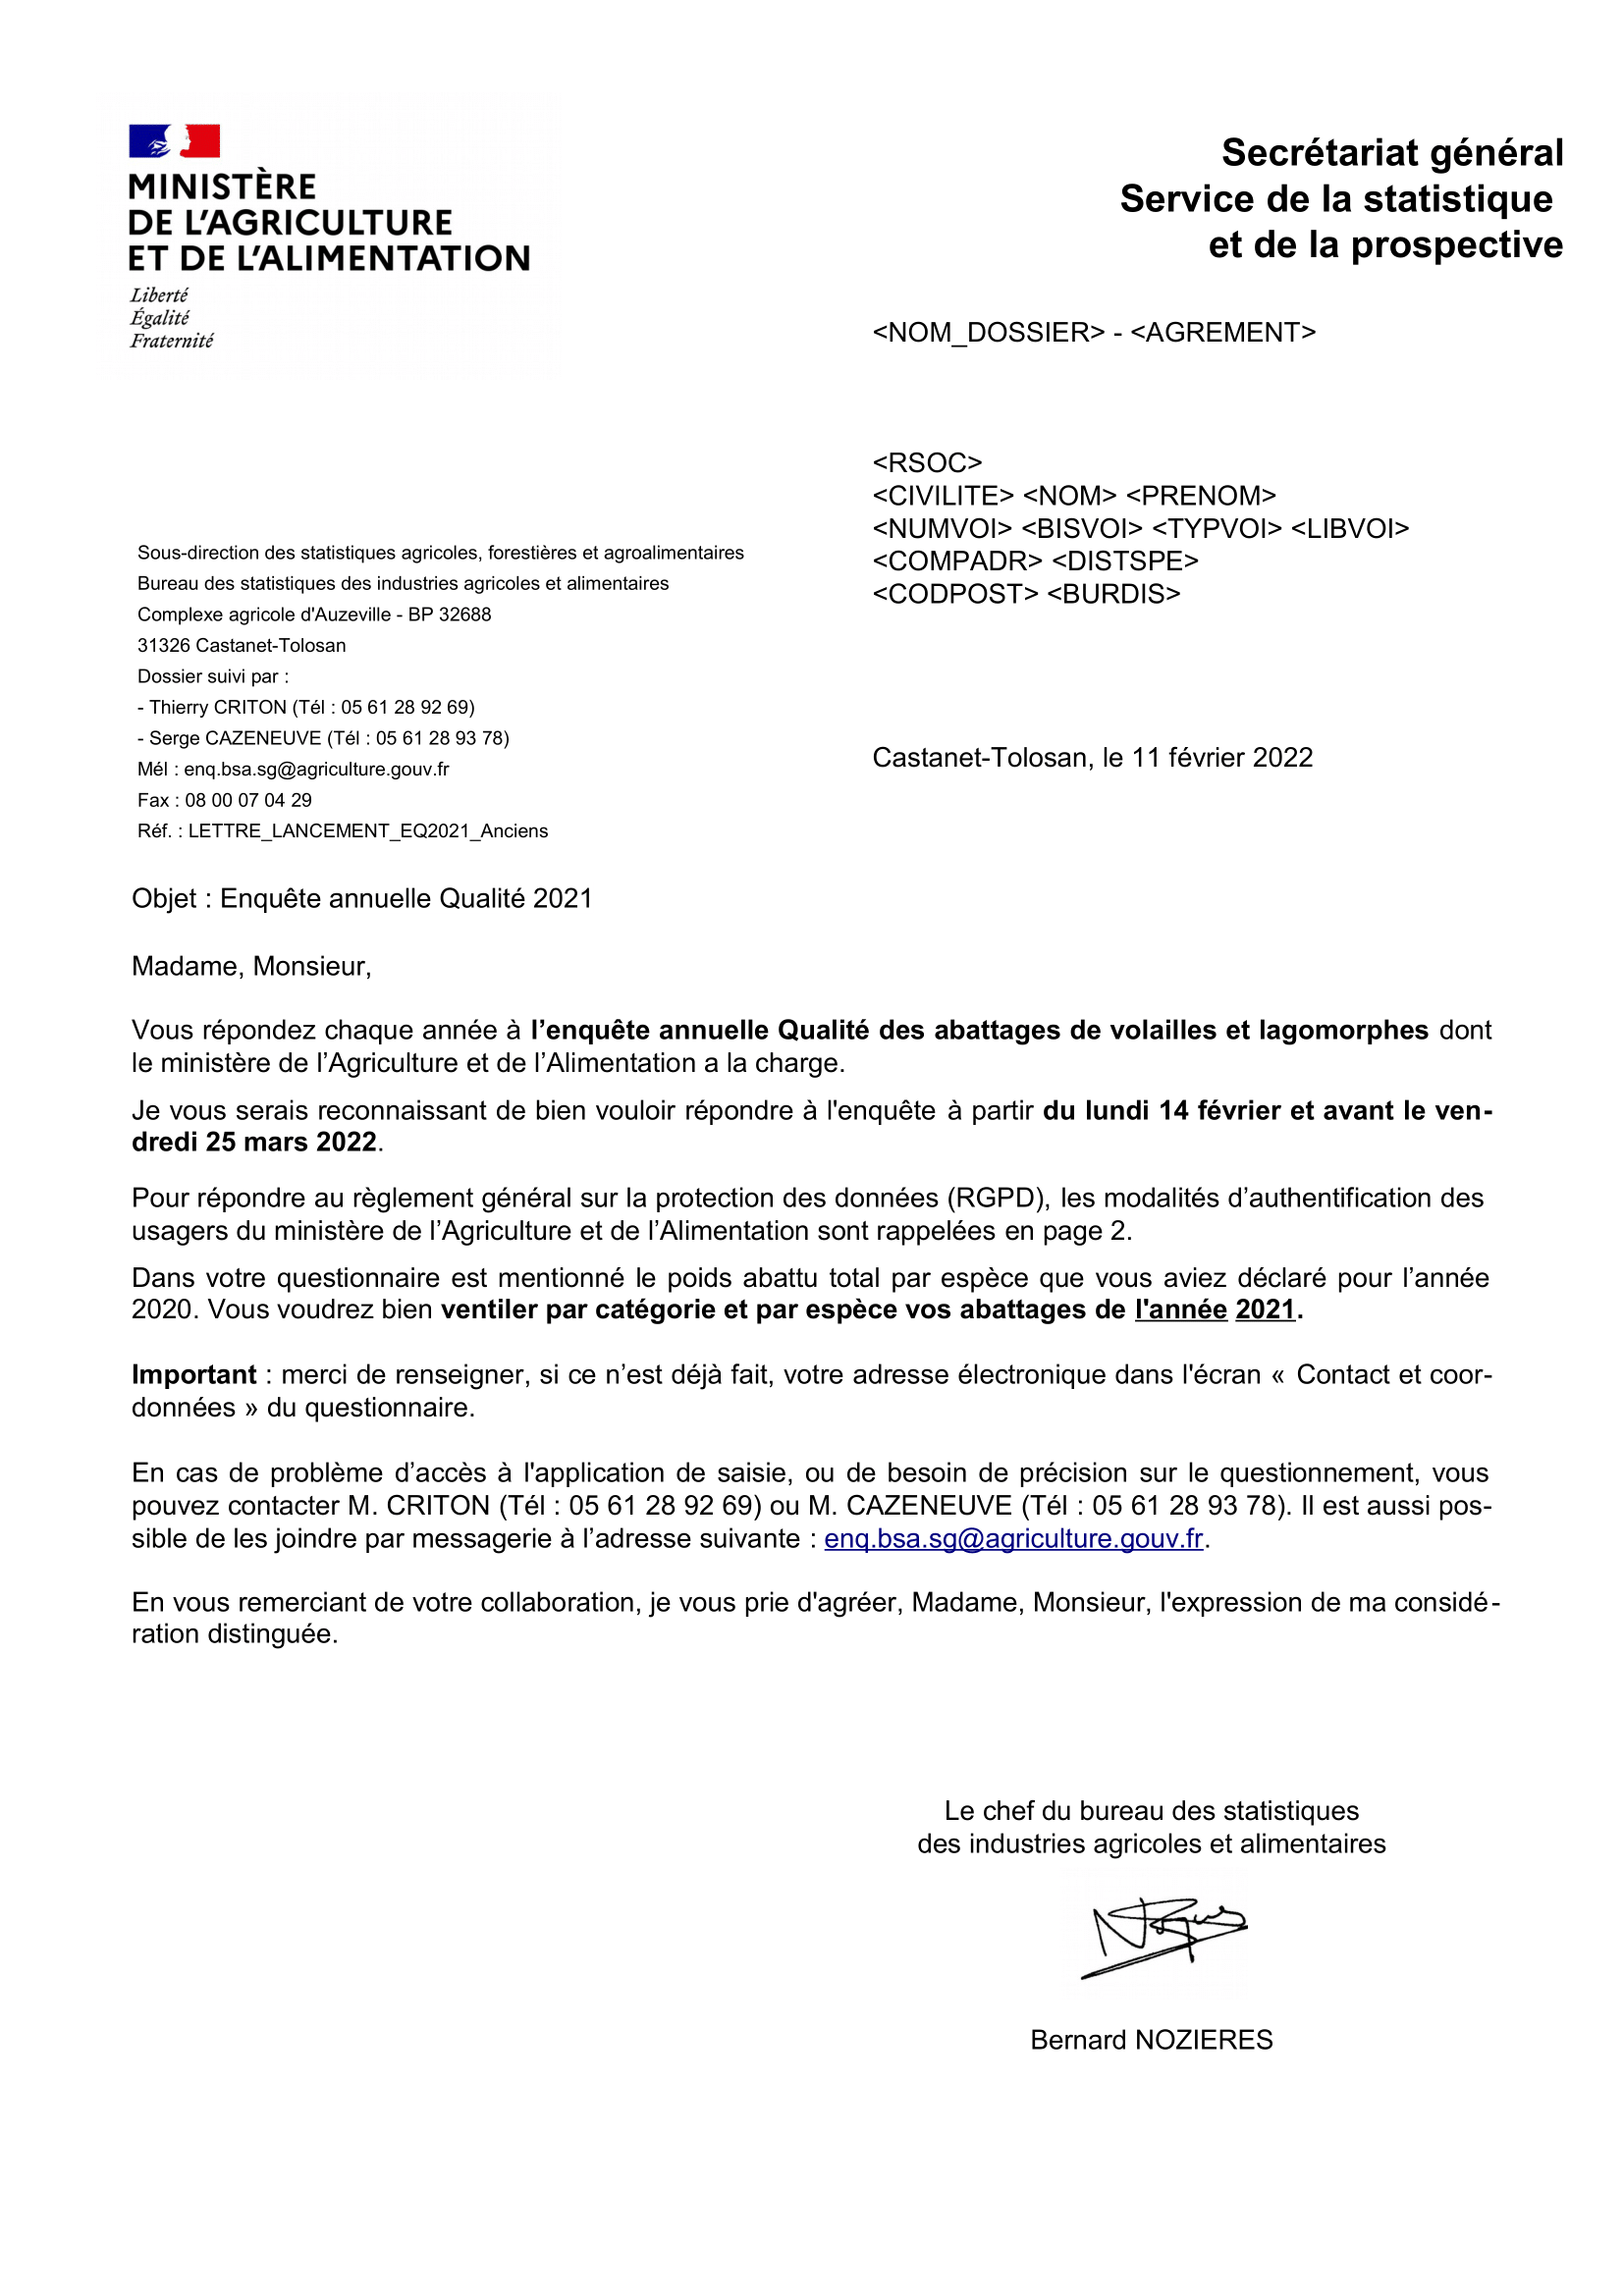 MINISTÈRE
DE L'AGRICULTURE
ET DE L'ALIMENTATION
Liberté
Égalité
Fraternité
Secrétariat général
Service de la statistique
et de la prospective
<NOM_DOSSIER> - <AGREMENT>
<RSOC>
<CIVILITE> <NOM> <PRENOM>
<NUMVOI> <BISVOI> <TYPVOI> <LIBVOI>
<COMPADR> <DISTSPE>
<CODPOST> <BURDIS>
Sous-direction des statistiques agricoles, forestières et agroalimentaires
Bureau des statistiques des industries agricoles et alimentaires
Complexe agricole d'Auzeville - BP 32688
31326 Castanet-Tolosan
Dossier suivi par :
- Thierry CRITON (Tél : 05 61 28 92 69)
- Serge CAZENEUVE (Tél : 05 61 28 93 78)
Mél : enq.bsa.sg@agriculture.gouv.fr
Fax : 08 00 07 04 29
Réf. : LETTRE_LANCEMENT_EQ2021_Anciens
Castanet-Tolosan, le 11 février 2022
Objet : Enquête annuelle Qualité 2021
Madame, Monsieur,
Vous répondez chaque année à l’enquête annuelle Qualité des abattages de volailles et lagomorphes dont
le ministère de l’Agriculture et de l’Alimentation a la charge.
Je vous serais reconnaissant de bien vouloir répondre à l'enquête à partir du lundi 14 février et avant le ven-
dredi 25 mars 2022.
Pour répondre au règlement général sur la protection des données (RGPD), les modalités d’authentification des
usagers du ministère de l’Agriculture et de l’Alimentation sont rappelées en page 2.
Dans votre questionnaire est mentionné le poids abattu total par espèce que vous aviez déclaré pour l’année
2020. Vous voudrez bien ventiler par catégorie et par espèce vos abattages de l'année 2021.
Important : merci de renseigner, si ce n’est déjà fait, votre adresse électronique dans l'écran « Contact et coor-
données » du questionnaire.
En cas de problème d’accès à l'application de saisie, ou de besoin de précision sur le questionnement, vous
pouvez contacter M. CRITON (Tél : 05 61 28 92 69) ou M. CAZENEUVE (Tél : 05 61 28 93 78). Il est aussi pos-
sible de les joindre par messagerie à l’adresse suivante : enq.bsa.sg@agriculture.gouv.fr.
En vous remerciant de votre collaboration, je vous prie d'agréer, Madame, Monsieur, l'expression de ma considé-
ration distinguée.
Le chef du bureau des statistiques
des industries agricoles et alimentaires
Bernard NOZIERES